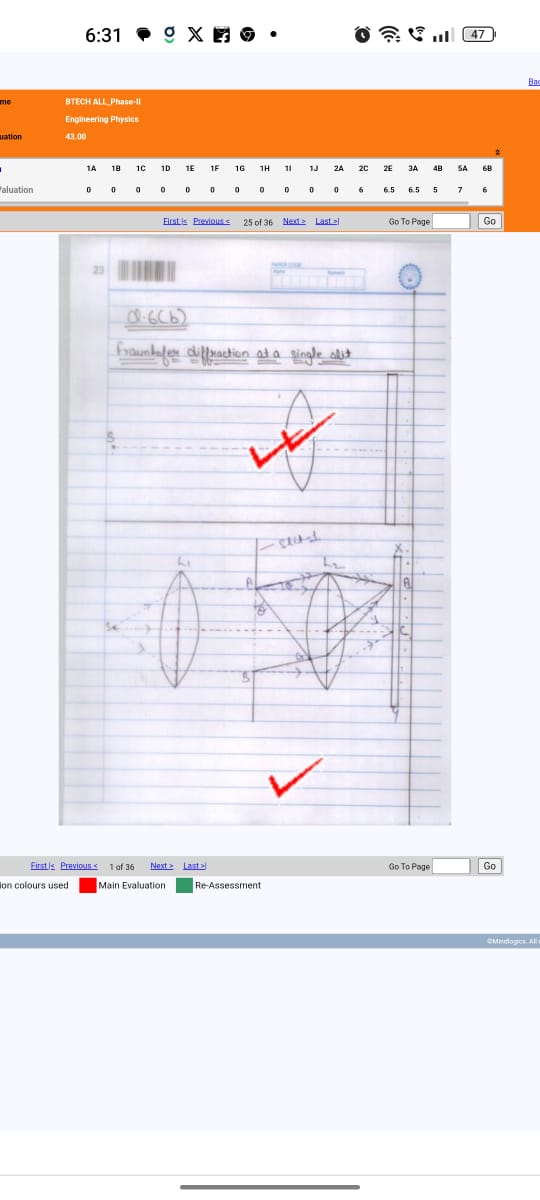 6:31
47
Bac
me
BTECH ALL_Phase-II
Engineering Physics
uation
43.00
1A 1B 1C 1D 1E 1F 1G 1H 1I 1J 2A 2C 2E 3A 4B 5A 6B
Valuation 0 0 0 0 0 0 0 0 0 0 0 6 6.5 6.5 5 7 6
First |< Previous < 25 of 36 Next > Last >| Go To Page Go
23
PAPER CODE
Q.6(b)
Fraunhofer diffraction at a single slit
S
slit
L1 L2 X
A θ
θ
S C
B
Y
First |< Previous < 1 of 36 Next > Last >| Go To Page Go
ion colours used Main Evaluation Re-Assessment
©Mindlogicx. All